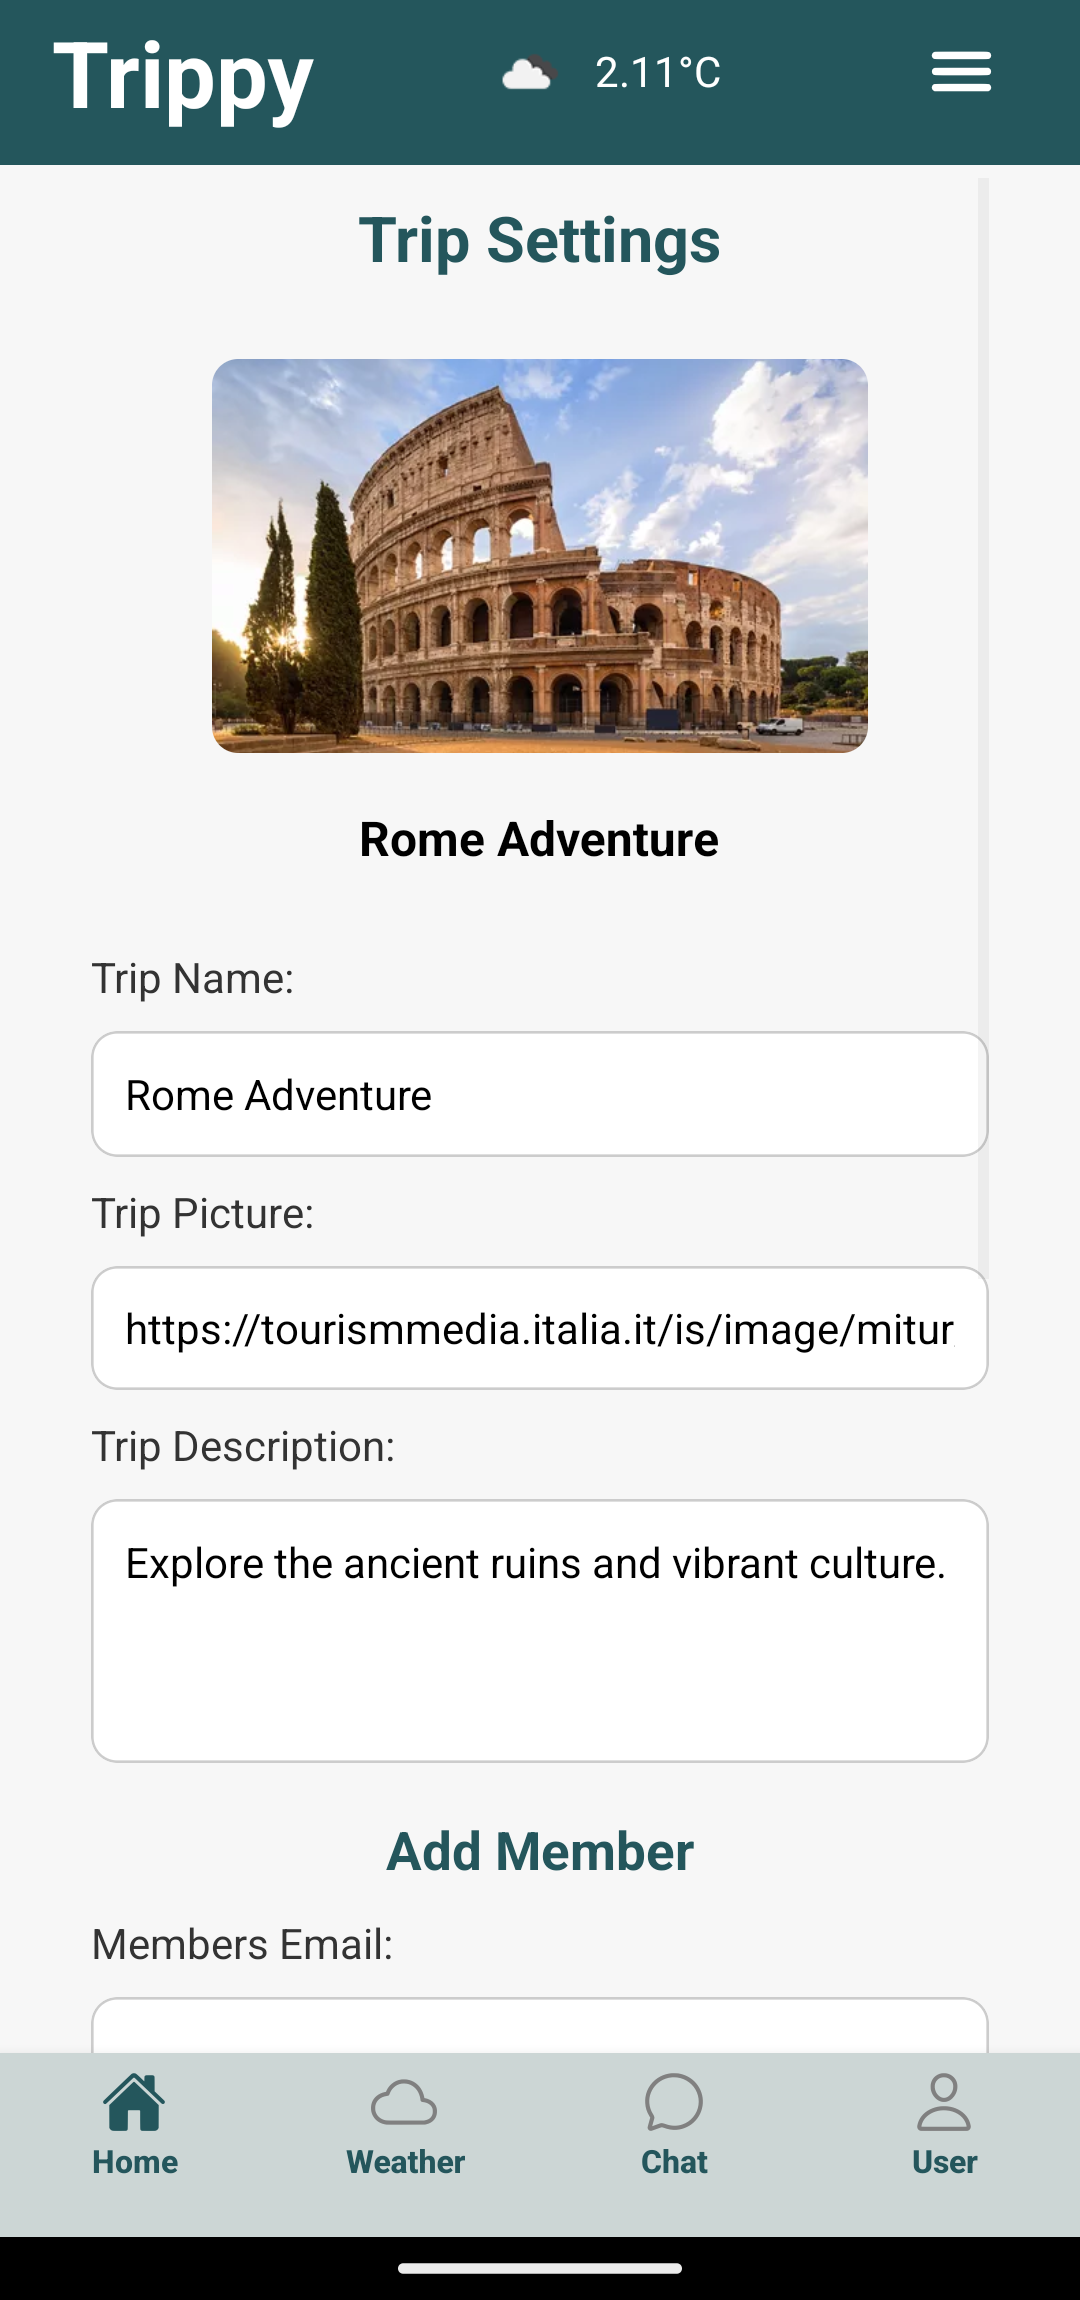 Trippy
2.11°C
Trip Settings
Rome Adventure
Trip Name:
Rome Adventure
Trip Picture:
https://tourismmedia.italia.it/is/image/mitur
Trip Description:
Explore the ancient ruins and vibrant culture.
Add Member
Members Email:
Home
Weather
Chat
User